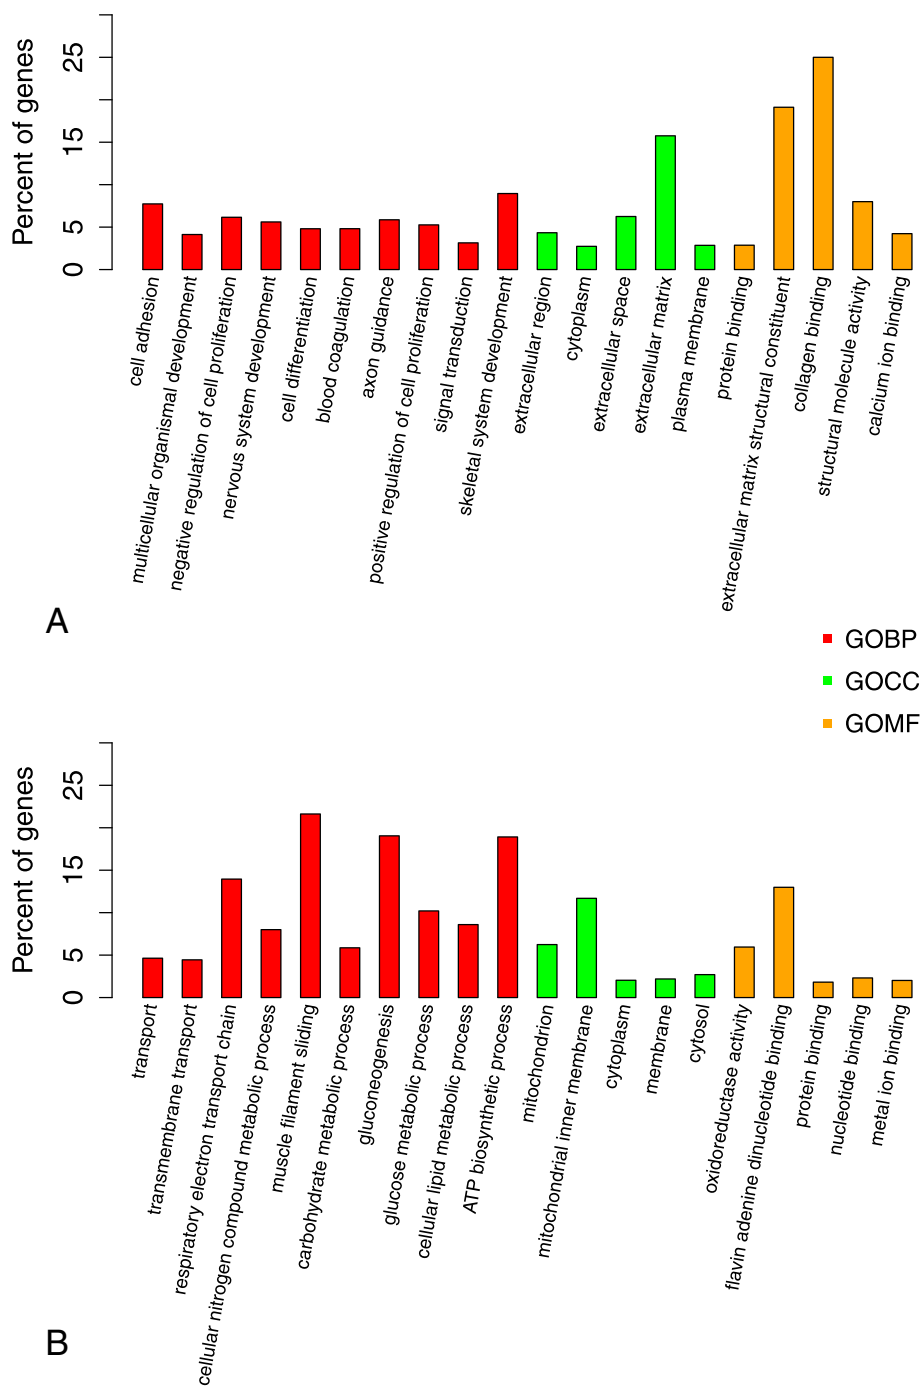 Percent of genes
25
15
5
0
cell adhesion
multicellular organismal development
negative regulation of cell proliferation
nervous system development
cell differentiation
blood coagulation
axon guidance
positive regulation of cell proliferation
signal transduction
skeletal system development
extracellular region
cytoplasm
extracellular space
extracellular matrix
plasma membrane
protein binding
extracellular matrix structural constituent
collagen binding
structural molecule activity
calcium ion binding
A
GOBP
GOCC
GOMF
Percent of genes
25
15
5
0
transport
transmembrane transport
respiratory electron transport chain
cellular nitrogen compound metabolic process
muscle filament sliding
carbohydrate metabolic process
gluconeogenesis
glucose metabolic process
cellular lipid metabolic process
ATP biosynthetic process
mitochondrion
mitochondrial inner membrane
cytoplasm
membrane
cytosol
oxidoreductase activity
flavin adenine dinucleotide binding
protein binding
nucleotide binding
metal ion binding
B